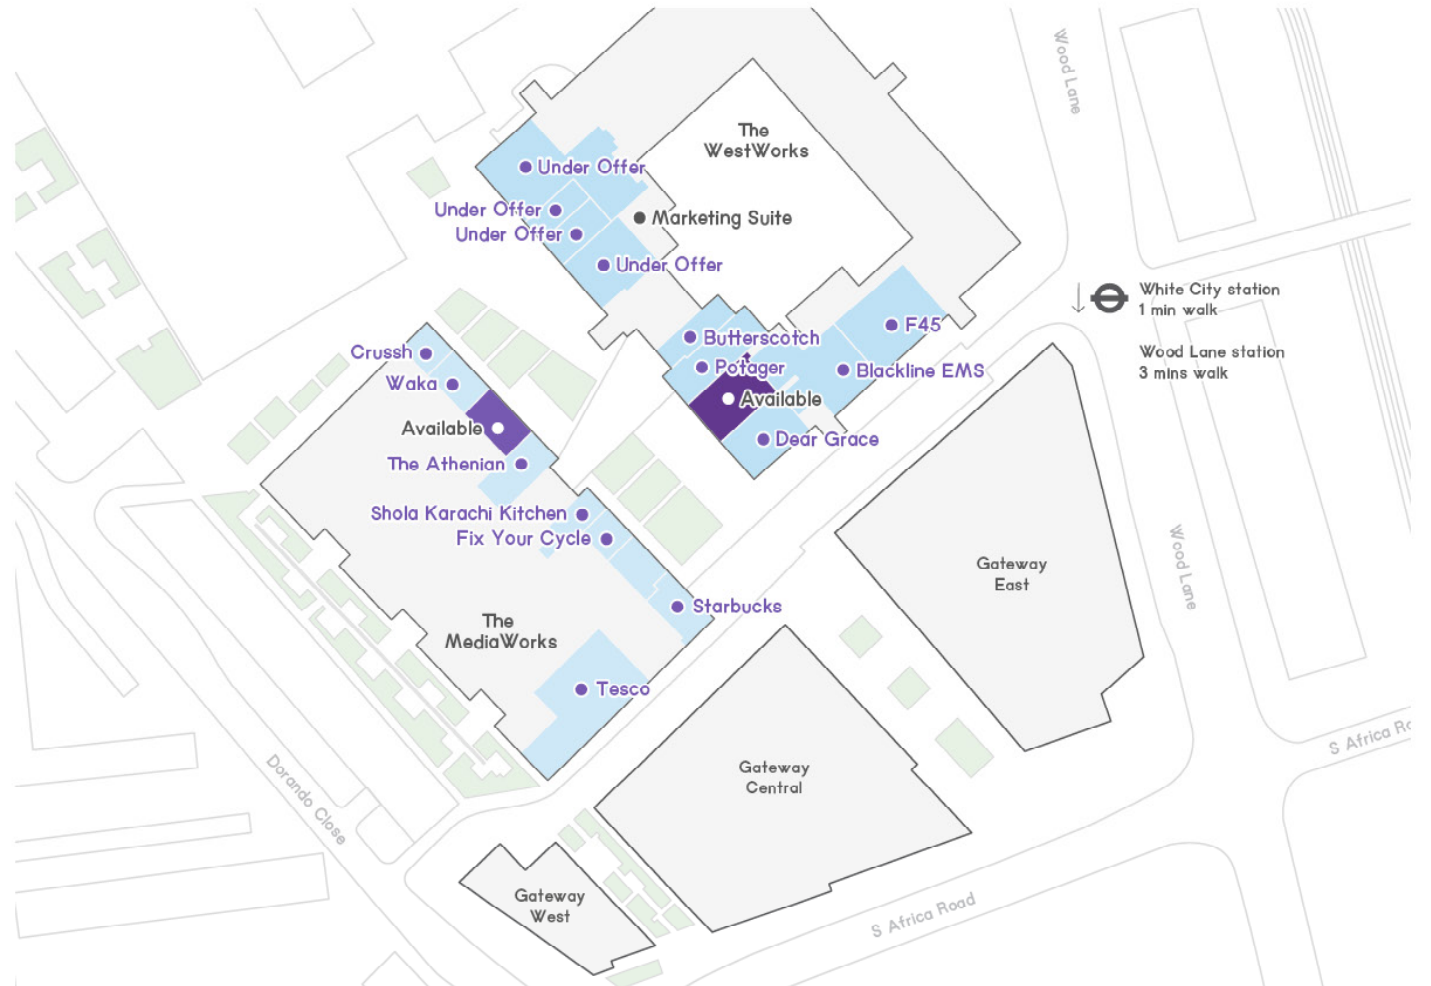 Wood Lane
The
WestWorks
Under Offer
Under Offer
Marketing Suite
Under Offer
Under Offer
White City station
1 min walk
Wood Lane station
3 mins walk
F45
Butterscotch
Crussh
Potager
Blackline EMS
Waka
Available
Available
Dear Grace
The Athenian
Shola Karachi Kitchen
Fix Your Cycle
Wood Lane
Gateway
East
Starbucks
The
MediaWorks
Tesco
S Africa Ro
Gateway
Central
Dorando Close
Gateway
West
S Africa Road